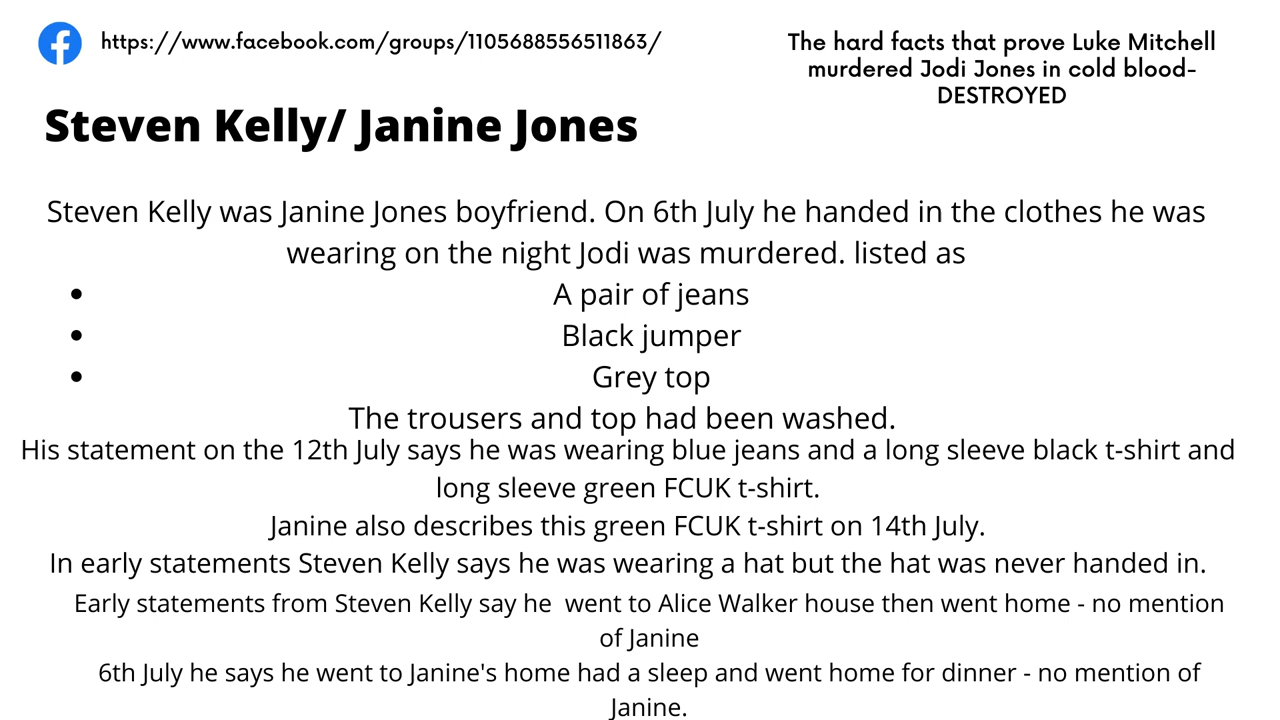 https://www.facebook.com/groups/1105688556511863/
The hard facts that prove Luke Mitchell
murdered Jodi Jones in cold blood-
DESTROYED
Steven Kelly/ Janine Jones
Steven Kelly was Janine Jones boyfriend. On 6th July he handed in the clothes he was
wearing on the night Jodi was murdered. listed as
• A pair of jeans
• Black jumper
• Grey top
The trousers and top had been washed.
His statement on the 12th July says he was wearing blue jeans and a long sleeve black t-shirt and
long sleeve green FCUK t-shirt.
Janine also describes this green FCUK t-shirt on 14th July.
In early statements Steven Kelly says he was wearing a hat but the hat was never handed in.
Early statements from Steven Kelly say he  went to Alice Walker house then went home - no mention
of Janine
6th July he says he went to Janine's home had a sleep and went home for dinner - no mention of
Janine.